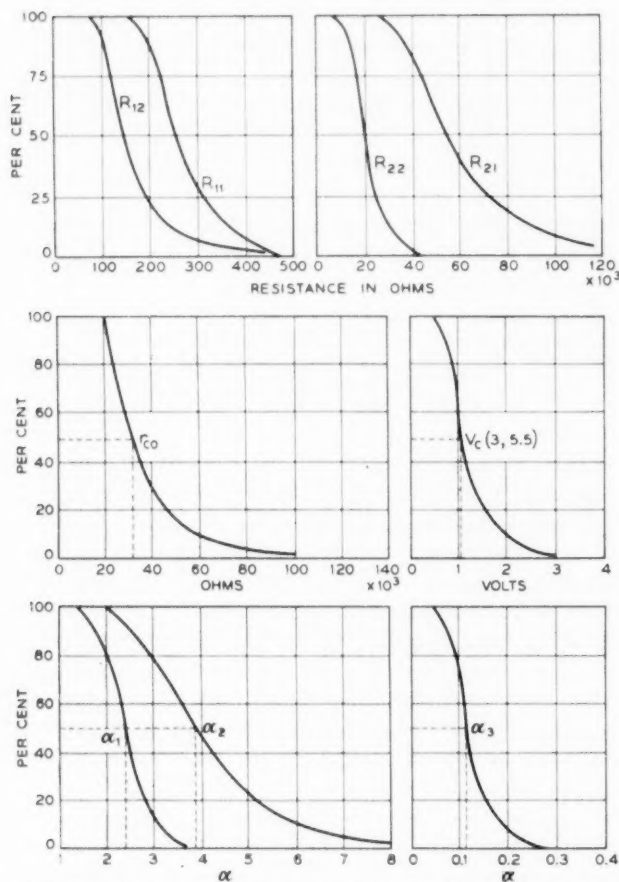 PER CENT
100
75
50
25
0
R12
R11
R22
R21
0 100 200 300 400 500
0 20 40 60 80 100 120
×10³
RESISTANCE IN OHMS
PER CENT
100
80
60
40
20
0
rco
Vc (3, 5.5)
0 20 40 60 80 100 120 140
×10³
OHMS
0 1 2 3 4
VOLTS
PER CENT
100
80
60
40
20
0
α1
α2
α3
1 2 3 4 5 6 7 8
α
0 0.1 0.2 0.3 0.4
α